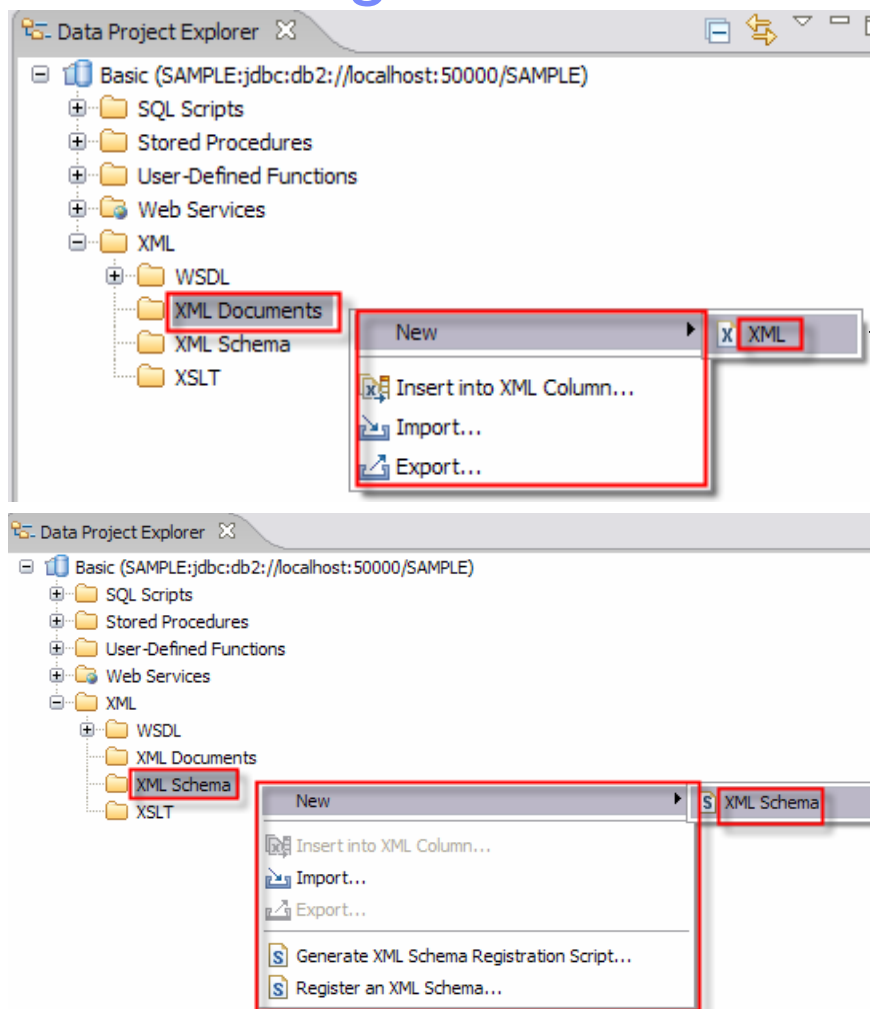 Data Project Explorer
Basic (SAMPLE:jdbc:db2://localhost:50000/SAMPLE)
SQL Scripts
Stored Procedures
User-Defined Functions
Web Services
XML
WSDL
XML Documents
New
XML
XML Schema
XSLT
Insert into XML Column...
Import...
Export...
Data Project Explorer
Basic (SAMPLE:jdbc:db2://localhost:50000/SAMPLE)
SQL Scripts
Stored Procedures
User-Defined Functions
Web Services
XML
WSDL
XML Documents
XML Schema
New
XML Schema
XSLT
Insert into XML Column...
Import...
Export...
Generate XML Schema Registration Script...
Register an XML Schema...